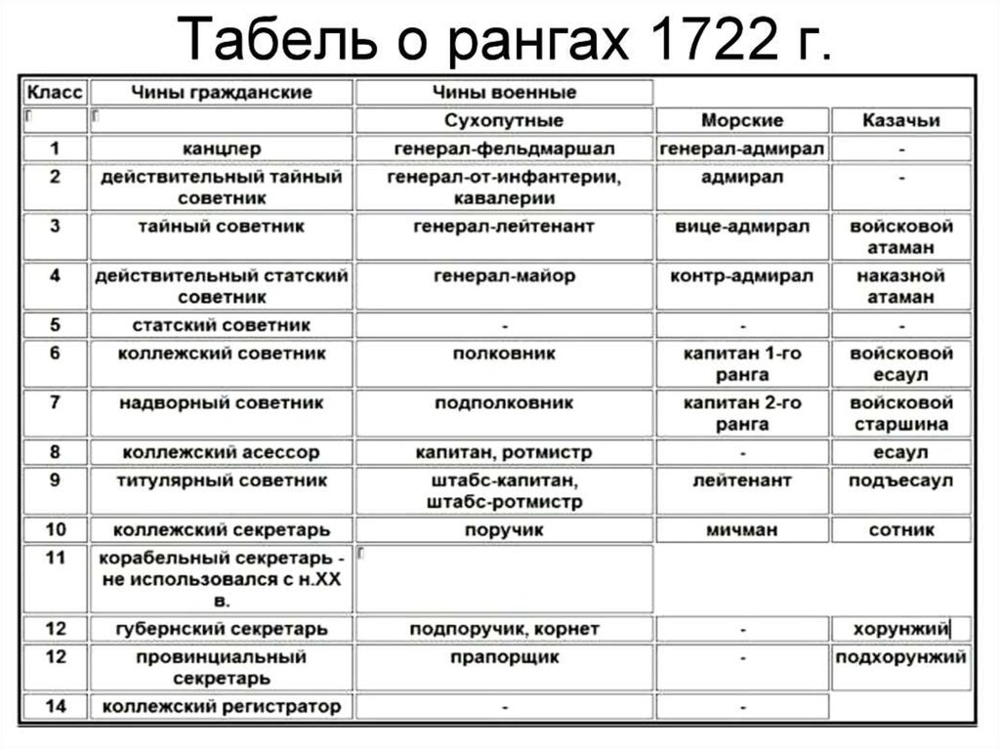 Табель о рангах 1722 г.
Класс Чины гражданские Чины военные
Сухопутные Морские Казачьи
1 канцлер генерал-фельдмаршал генерал-адмирал -
2 действительный тайный советник генерал-от-инфантерии, кавалерии адмирал -
3 тайный советник генерал-лейтенант вице-адмирал войсковой атаман
4 действительный статский советник генерал-майор контр-адмирал наказной атаман
5 статский советник - - -
6 коллежский советник полковник капитан 1-го ранга войсковой есаул
7 надворный советник подполковник капитан 2-го ранга войсковой старшина
8 коллежский асессор капитан, ротмистр - есаул
9 титулярный советник штабс-капитан, штабс-ротмистр лейтенант подъесаул
10 коллежский секретарь поручик мичман сотник
11 корабельный секретарь - не использовался с н.XX в.
12 губернский секретарь подпоручик, корнет - хорунжий
12 провинциальный секретарь прапорщик - подхорунжий
14 коллежский регистратор - -